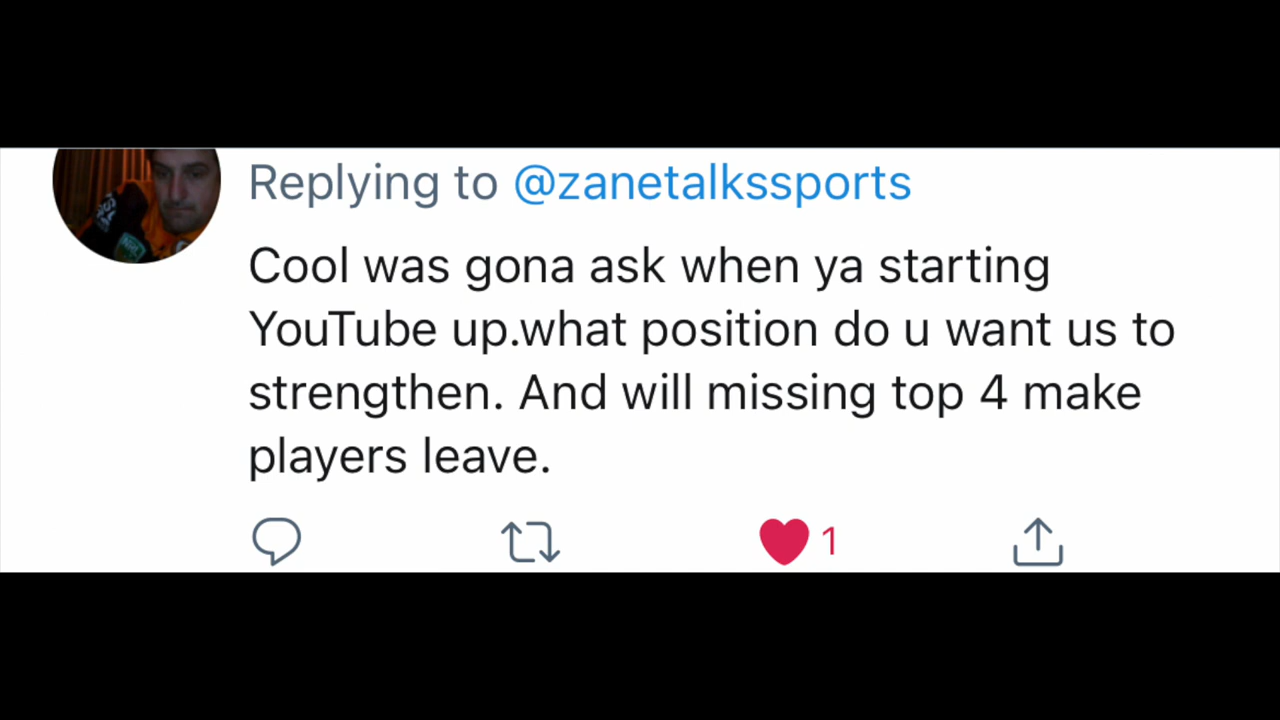 Replying to @zanetalkssports
Cool was gona ask when ya starting
YouTube up.what position do u want us to
strengthen. And will missing top 4 make
players leave.
1